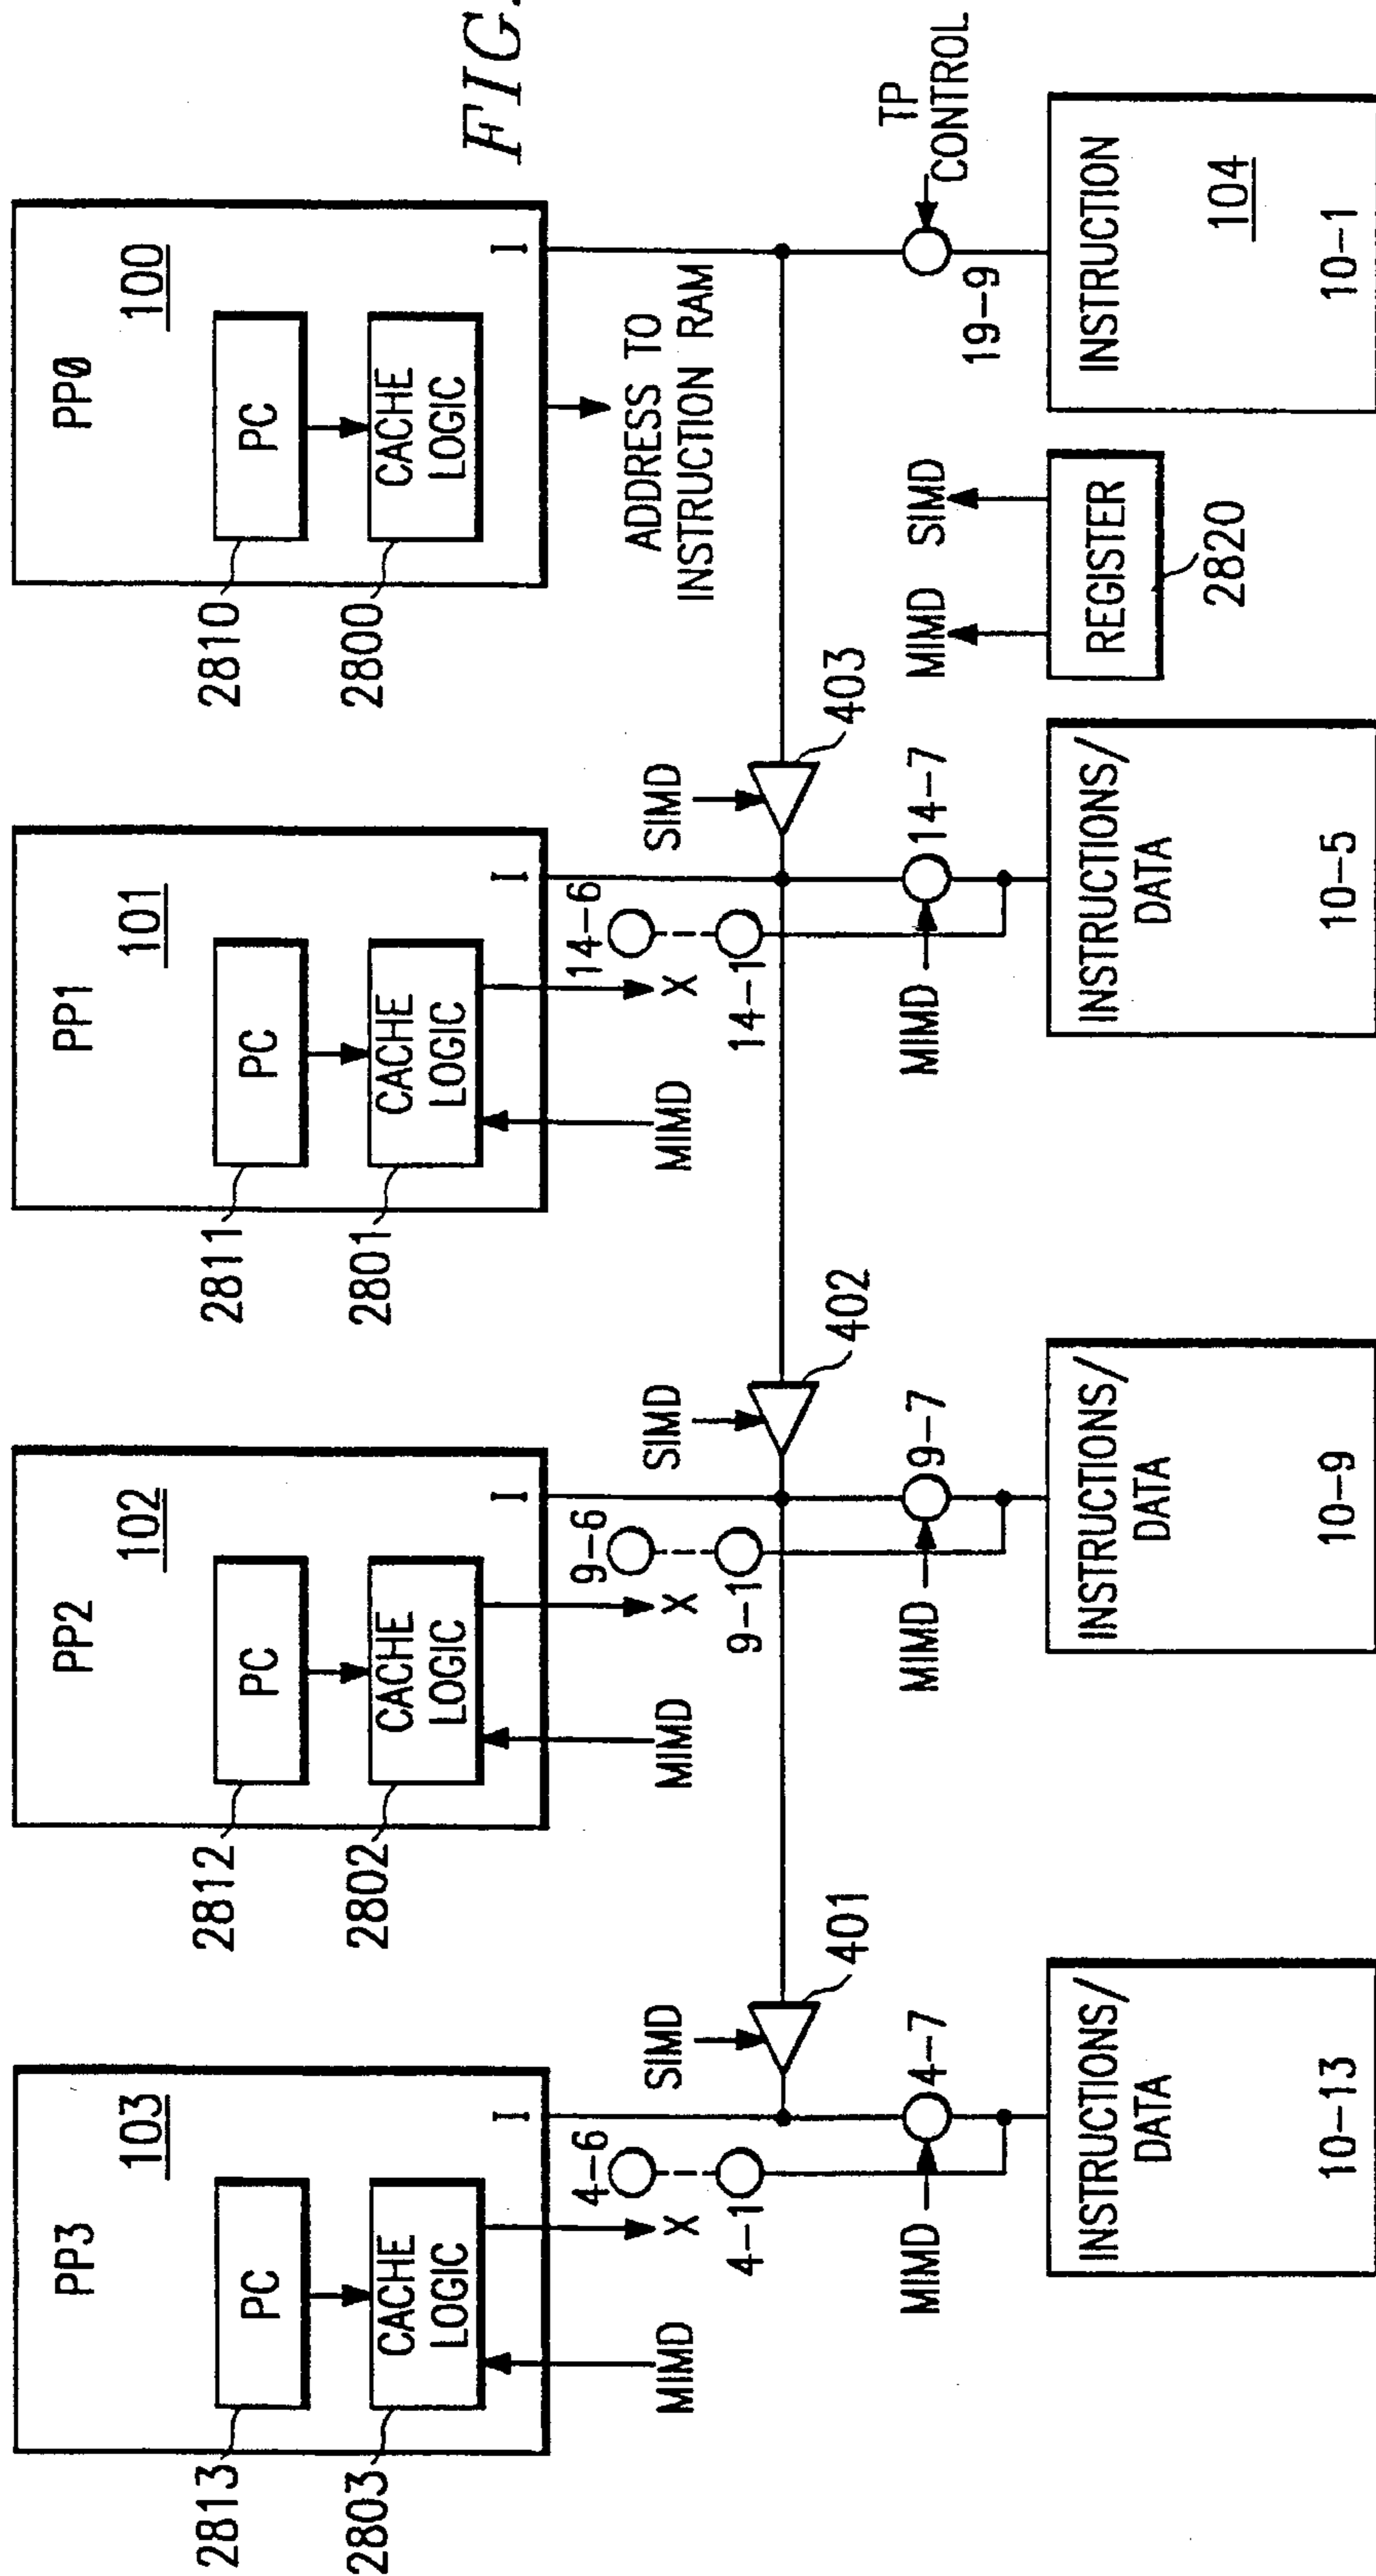 PP3
103
PC
CACHE
LOGIC
I
2813
2803
MIMD
X
4-6
4-1
SIMD
401
MIMD
4-7
INSTRUCTIONS/
DATA
10-13
PP2
102
PC
CACHE
LOGIC
I
2812
2802
MIMD
X
9-6
9-1
SIMD
402
MIMD
9-7
INSTRUCTIONS/
DATA
10-9
PP1
101
PC
CACHE
LOGIC
I
2811
2801
MIMD
X
14-6
14-1
SIMD
403
MIMD
14-7
INSTRUCTIONS/
DATA
10-5
PPØ
100
PC
CACHE
LOGIC
I
2810
2800
ADDRESS TO
INSTRUCTION RAM
MIMD
SIMD
REGISTER
2820
19-9
TP
CONTROL
INSTRUCTION
104
10-1
FIG.